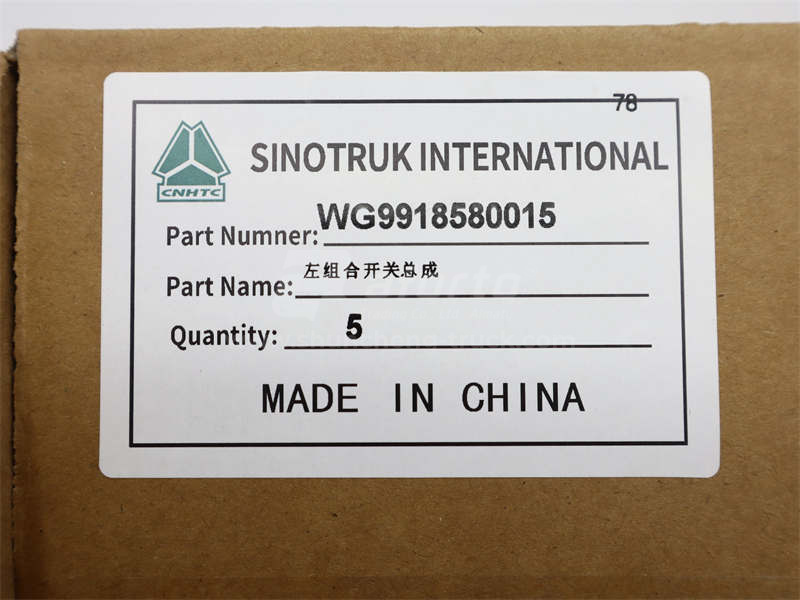 78
SINOTRUK INTERNATIONAL
CNHTC
Part Numner: WG9918580015
Part Name: 左组合开关总成
Quantity: 5
MADE IN CHINA